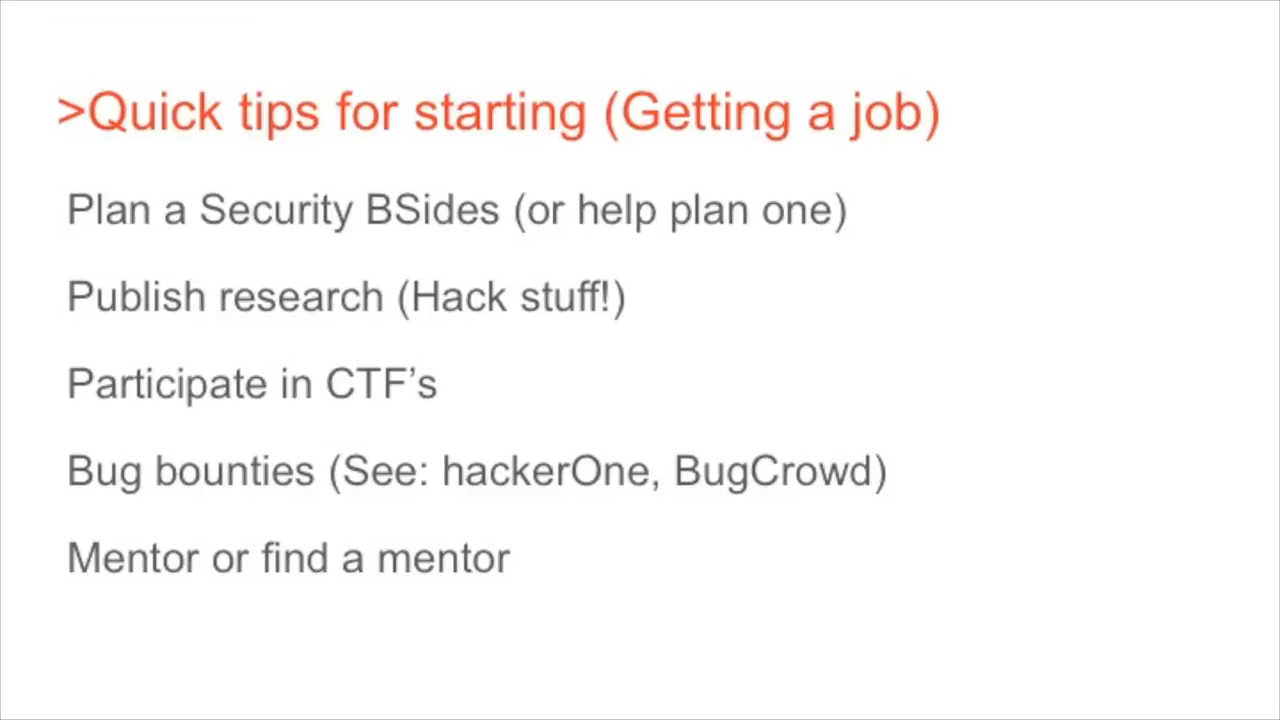 >Quick tips for starting (Getting a job)
Plan a Security BSides (or help plan one)
Publish research (Hack stuff!)
Participate in CTF’s
Bug bounties (See: hackerOne, BugCrowd)
Mentor or find a mentor